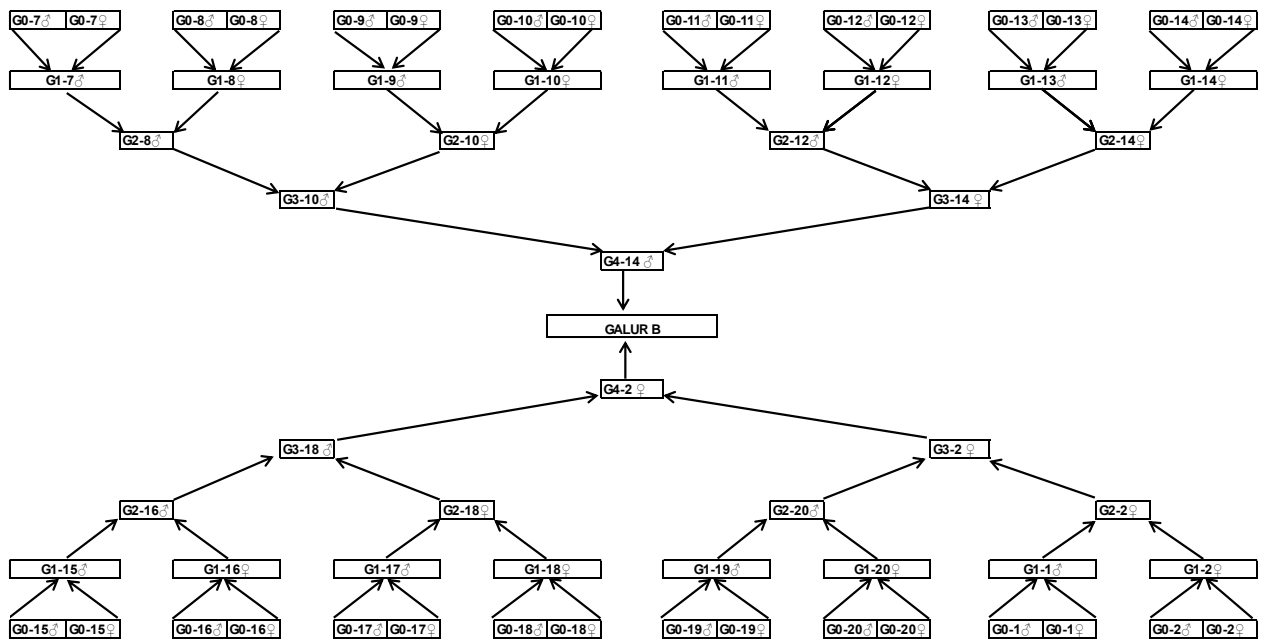 G0-7♂ G0-7♀ G0-8♂ G0-8♀ G0-9♂ G0-9♀ G0-10♂ G0-10♀ G0-11♂ G0-11♀ G0-12♂ G0-12♀ G0-13♂ G0-13♀ G0-14♂ G0-14♀
G1-7♂ G1-8♀ G1-9♂ G1-10♀ G1-11♂ G1-12♀ G1-13♂ G1-14♀
G2-8♂ G2-10♀ G2-12♂ G2-14♀
G3-10♂ G3-14 ♀
G4-14 ♂
GALUR B
G4-2 ♀
G3-18 ♂ G3-2 ♀
G2-16♂ G2-18♀ G2-20♂ G2-2♀
G1-15♂ G1-16♀ G1-17♂ G1-18♀ G1-19♂ G1-20♀ G1-1♂ G1-2♀
G0-15♂ G0-15♀ G0-16♂ G0-16♀ G0-17♂ G0-17♀ G0-18♂ G0-18♀ G0-19♂ G0-19♀ G0-20♂ G0-20♀ G0-1♂ G0-1♀ G0-2♂ G0-2♀